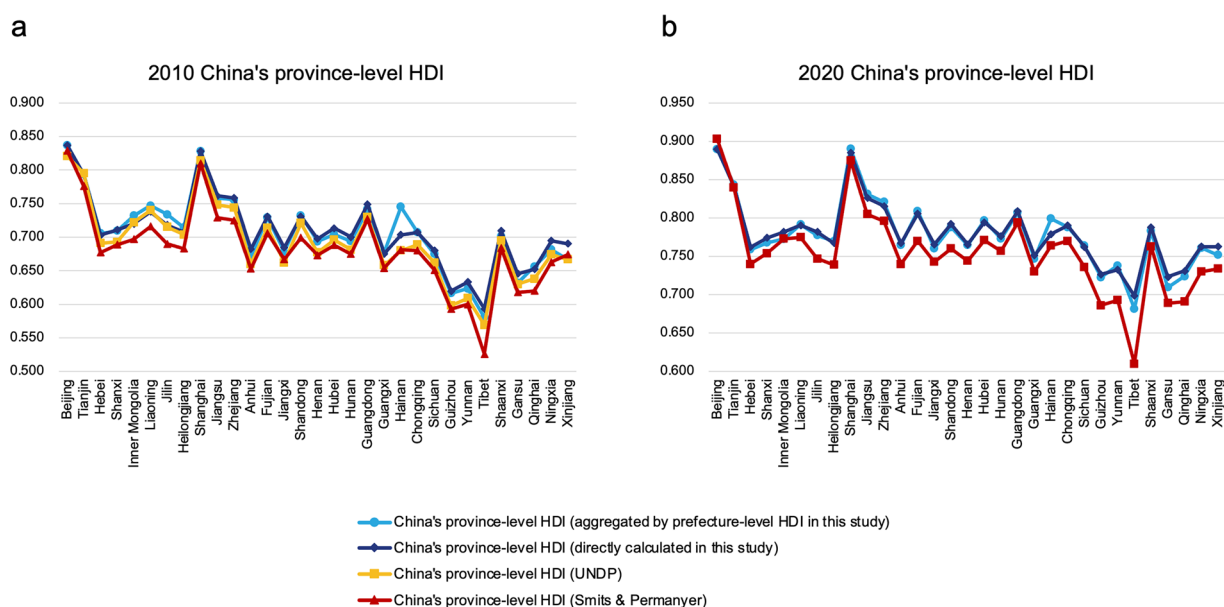 a
2010 China's province-level HDI
0.900
0.850
0.800
0.750
0.700
0.650
0.600
0.550
0.500
Beijing
Tianjin
Hebei
Shanxi
Inner Mongolia
Liaoning
Jilin
Heilongjiang
Shanghai
Jiangsu
Zhejiang
Anhui
Fujian
Jiangxi
Shandong
Henan
Hubei
Hunan
Guangdong
Guangxi
Hainan
Chongqing
Sichuan
Guizhou
Yunnan
Tibet
Shaanxi
Gansu
Qinghai
Ningxia
Xinjiang
b
2020 China's province-level HDI
0.950
0.900
0.850
0.800
0.750
0.700
0.650
0.600
Beijing
Tianjin
Hebei
Shanxi
Inner Mongolia
Liaoning
Jilin
Heilongjiang
Shanghai
Jiangsu
Zhejiang
Anhui
Fujian
Jiangxi
Shandong
Henan
Hubei
Hunan
Guangdong
Guangxi
Hainan
Chongqing
Sichuan
Guizhou
Yunnan
Tibet
Shaanxi
Gansu
Qinghai
Ningxia
Xinjiang
China's province-level HDI (aggregated by prefecture-level HDI in this study)
China's province-level HDI (directly calculated in this study)
China's province-level HDI (UNDP)
China's province-level HDI (Smits & Permanyer)